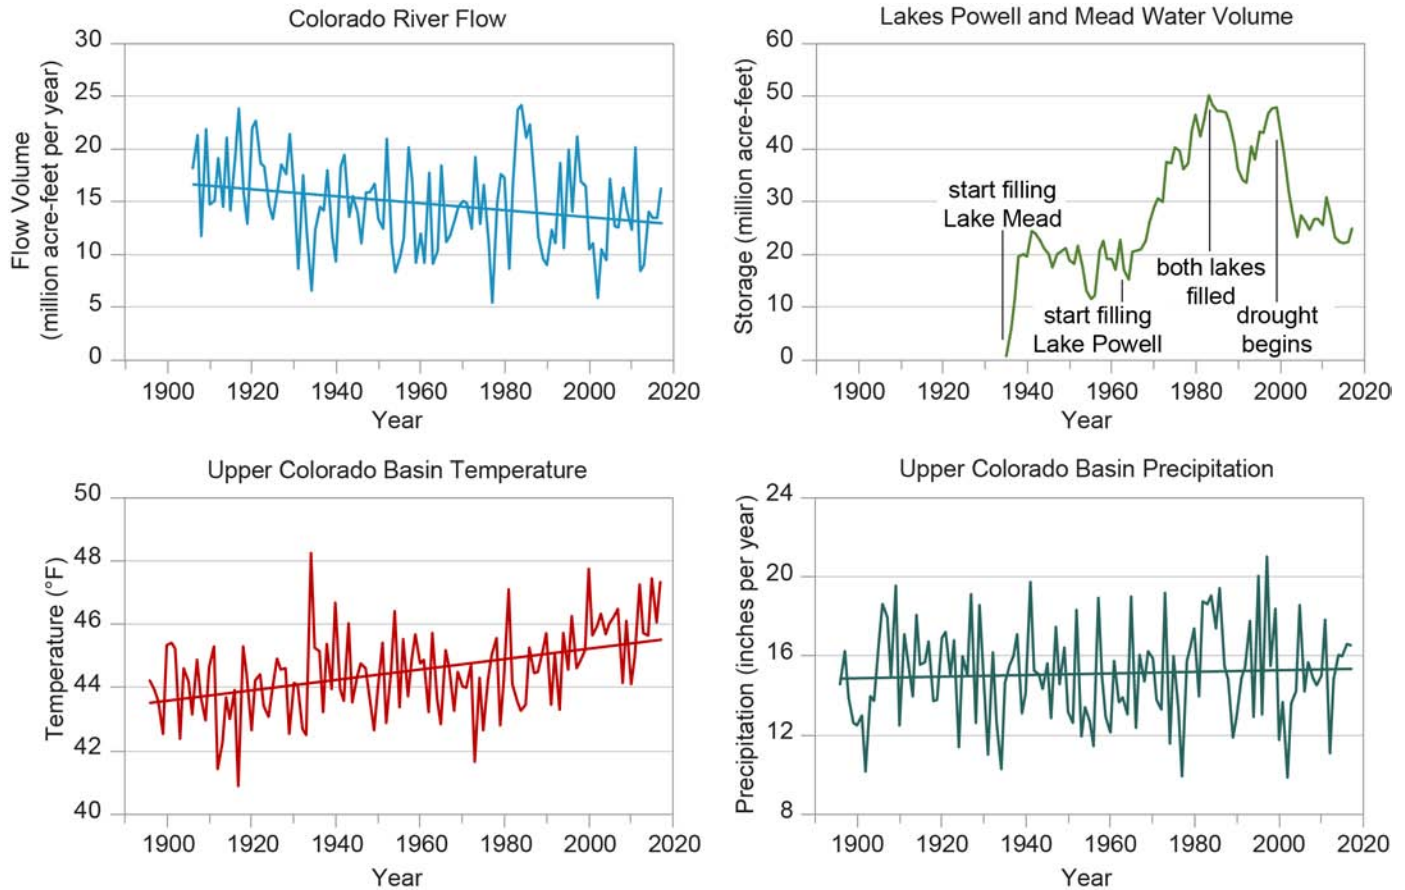 Colorado River Flow
30
25
20
15
10
5
0
Flow Volume
(million acre-feet per year)
1900 1920 1940 1960 1980 2000 2020
Year
Lakes Powell and Mead Water Volume
60
50
40
30
20
10
0
Storage (million acre-feet)
start filling
Lake Mead
start filling
Lake Powell
both lakes
filled
drought
begins
1900 1920 1940 1960 1980 2000 2020
Year
Upper Colorado Basin Temperature
50
48
46
44
42
40
Temperature (°F)
1900 1920 1940 1960 1980 2000 2020
Year
Upper Colorado Basin Precipitation
24
20
16
12
8
Precipitation (inches per year)
1900 1920 1940 1960 1980 2000 2020
Year